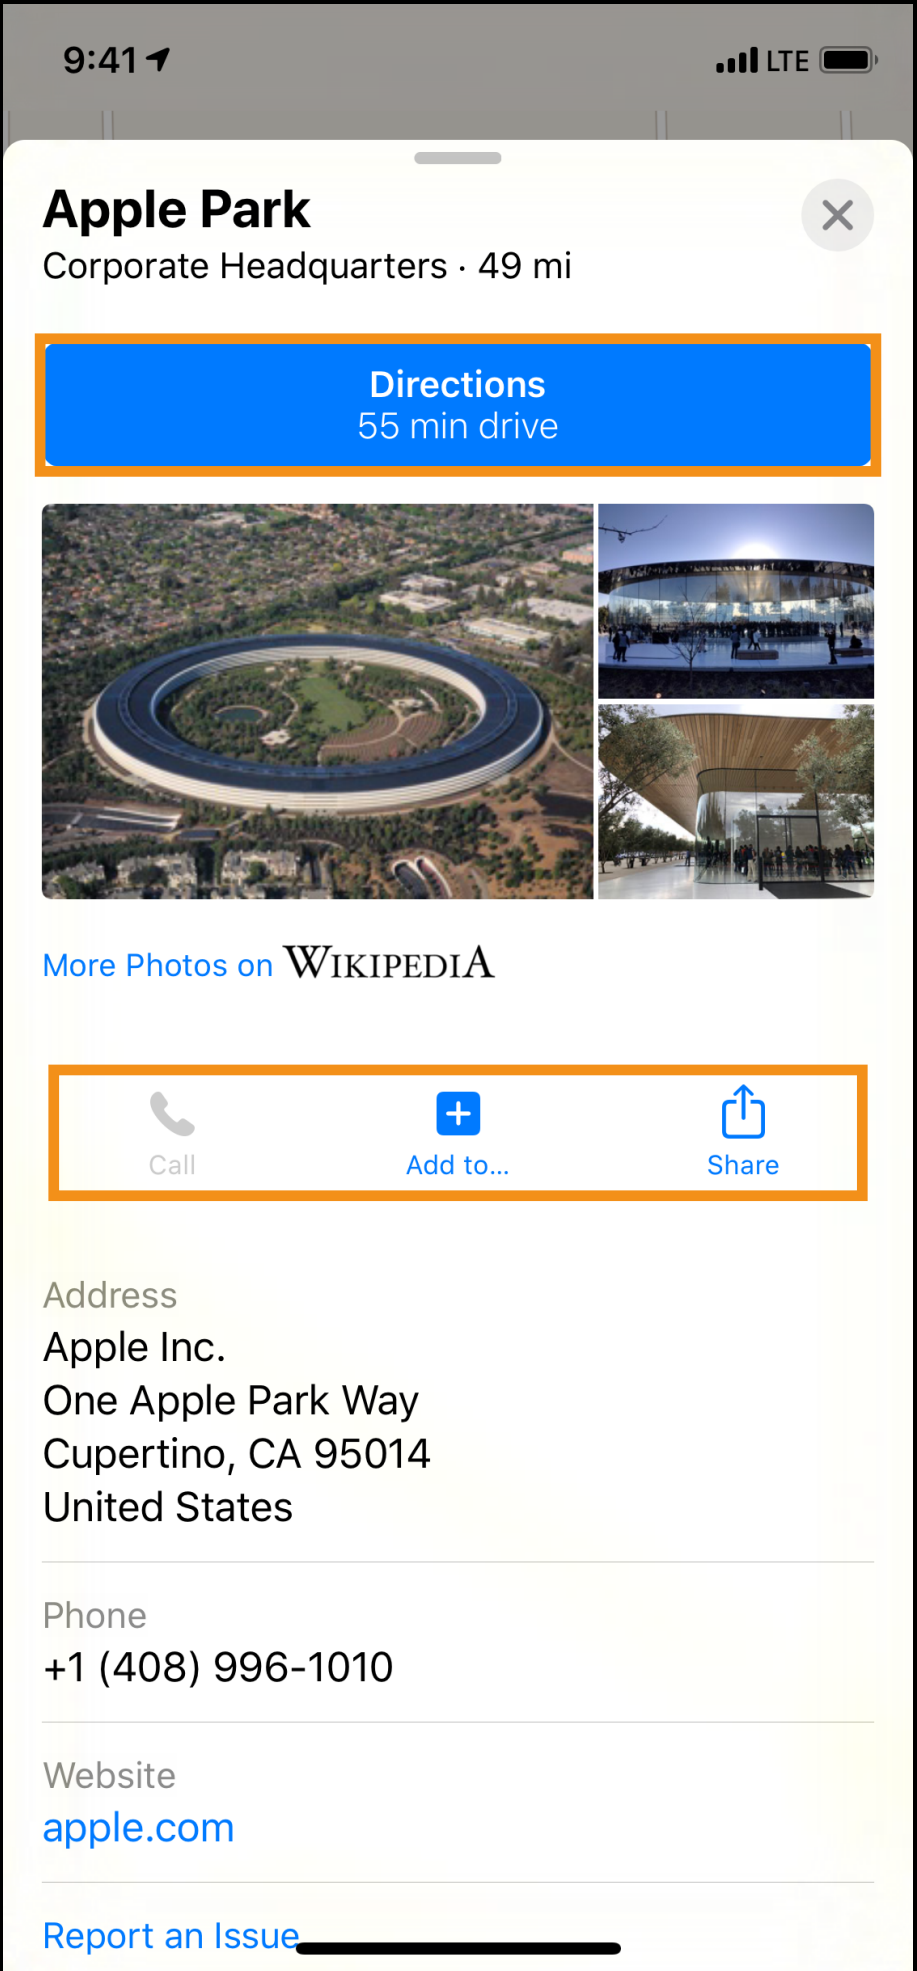 9:41 LTE
Apple Park
Corporate Headquarters · 49 mi
Directions
55 min drive
More Photos on WIKIPEDIA
Call Add to... Share
Address
Apple Inc.
One Apple Park Way
Cupertino, CA 95014
United States
Phone
+1 (408) 996-1010
Website
apple.com
Report an Issue